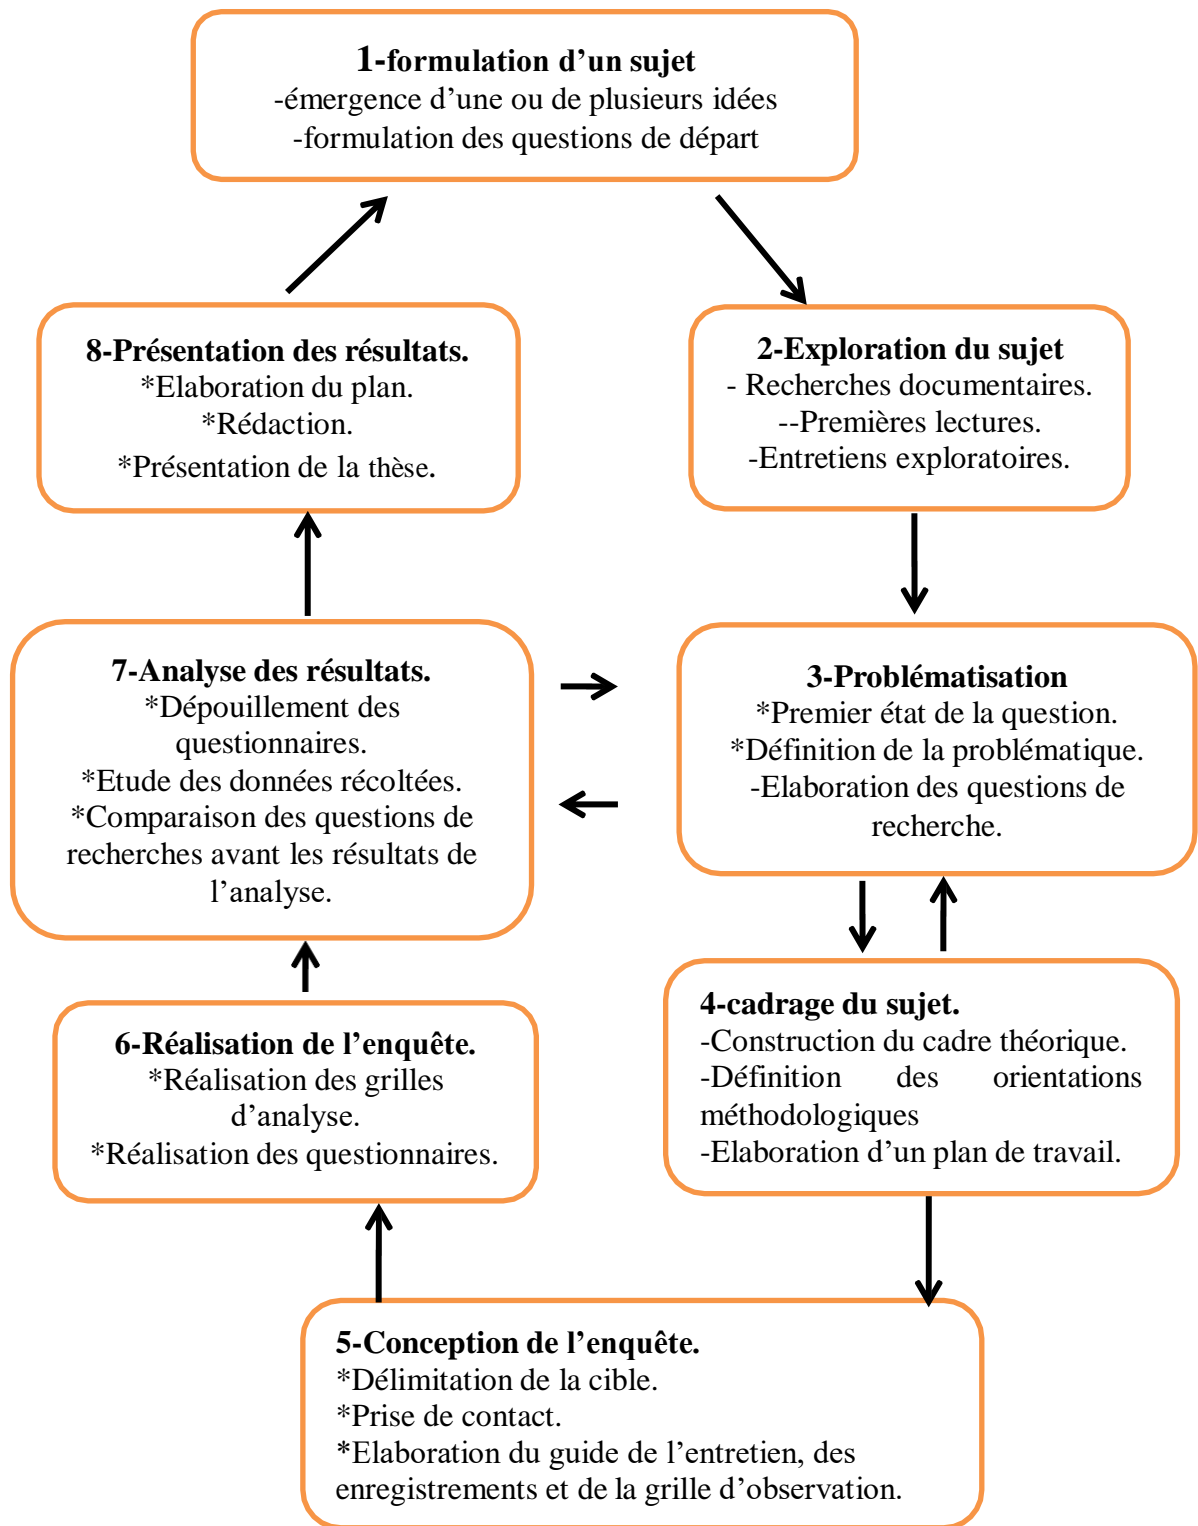 1-formulation d’un sujet
-émergence d’une ou de plusieurs idées
-formulation des questions de départ
8-Présentation des résultats.
*Elaboration du plan.
*Rédaction.
*Présentation de la thèse.
2-Exploration du sujet
- Recherches documentaires.
--Premières lectures.
-Entretiens exploratoires.
7-Analyse des résultats.
*Dépouillement des
questionnaires.
*Etude des données récoltées.
*Comparaison des questions de
recherches avant les résultats de
l’analyse.
3-Problématisation
*Premier état de la question.
*Définition de la problématique.
-Elaboration des questions de
recherche.
6-Réalisation de l’enquête.
*Réalisation des grilles
d’analyse.
*Réalisation des questionnaires.
4-cadrage du sujet.
-Construction du cadre théorique.
-Définition des orientations
méthodologiques
-Elaboration d’un plan de travail.
5-Conception de l’enquête.
*Délimitation de la cible.
*Prise de contact.
*Elaboration du guide de l’entretien, des
enregistrements et de la grille d’observation.